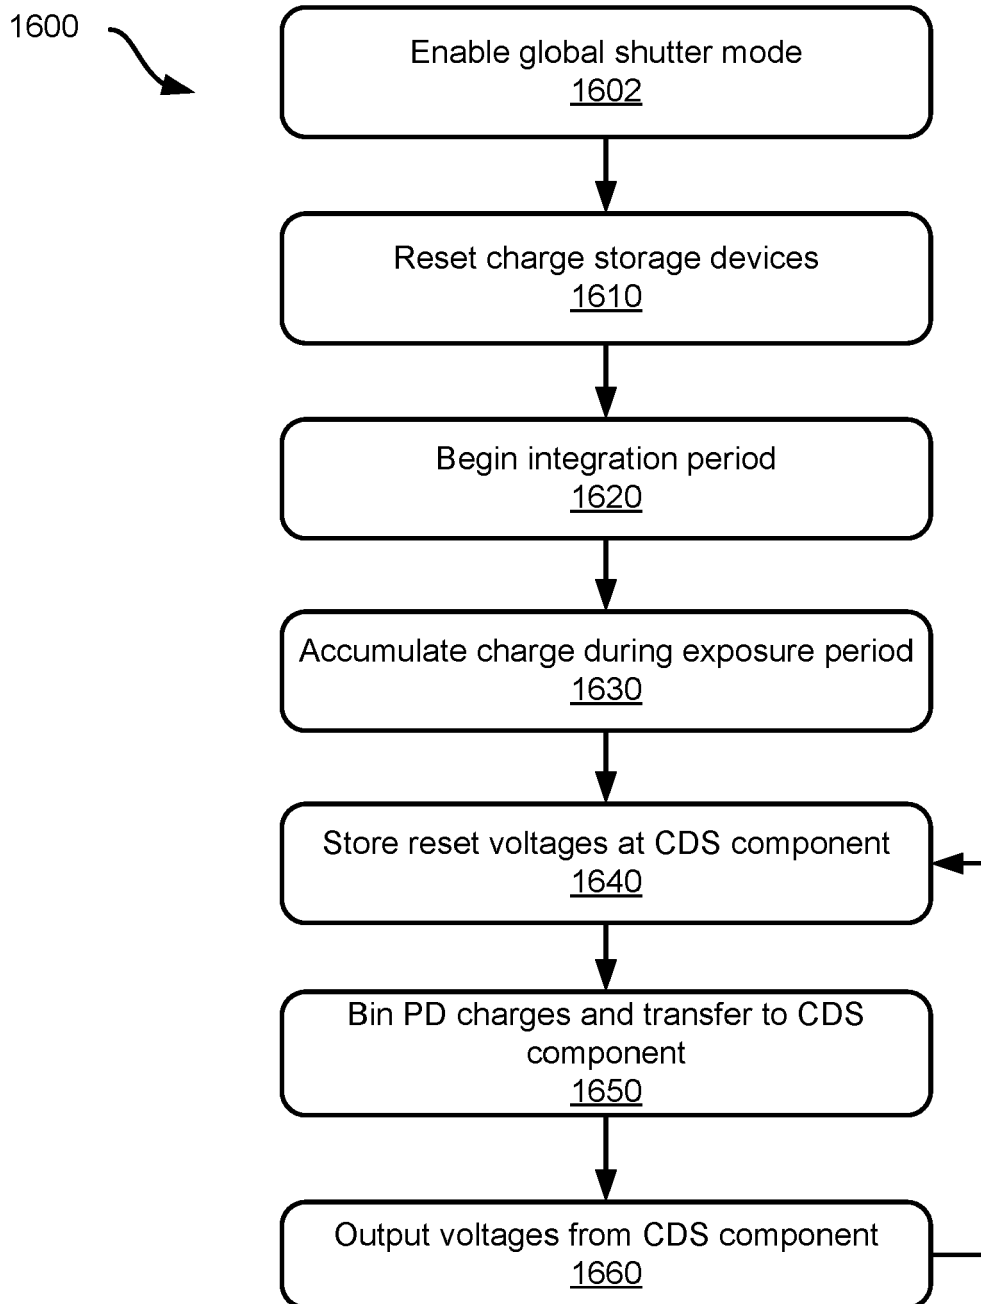 1600
Enable global shutter mode
1602
Reset charge storage devices
1610
Begin integration period
1620
Accumulate charge during exposure period
1630
Store reset voltages at CDS component
1640
Bin PD charges and transfer to CDS
component
1650
Output voltages from CDS component
1660